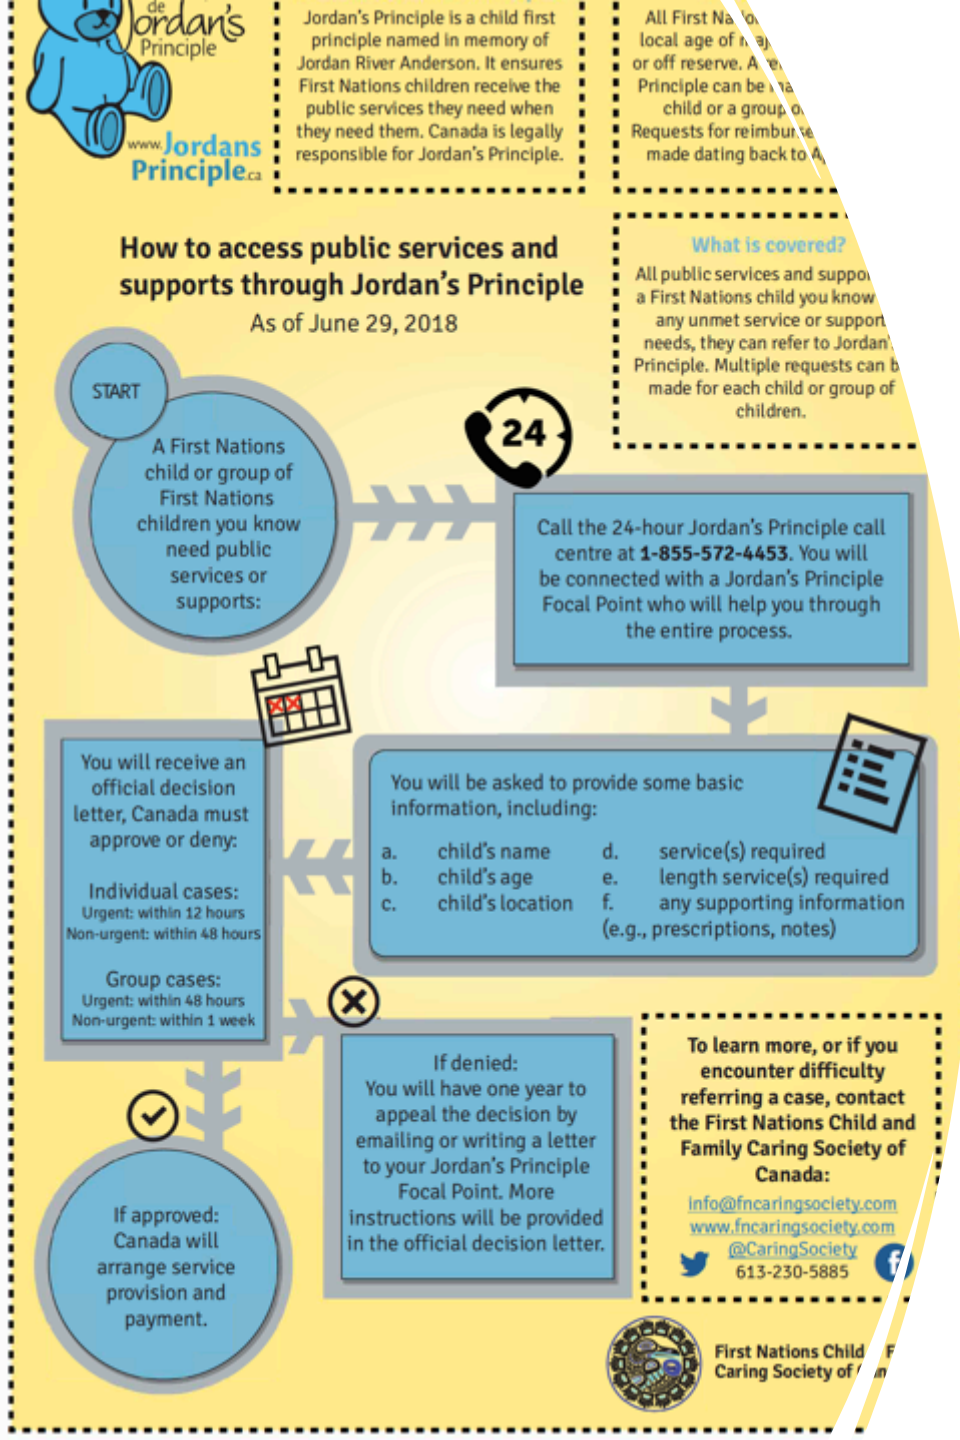 de
Jordan's
Principle
www.Jordans
Principle.ca
Jordan's Principle is a child first
principle named in memory of
Jordan River Anderson. It ensures
First Nations children receive the
public services they need when
they need them. Canada is legally
responsible for Jordan's Principle.
All First
local age of
or off reserve. A
Principle can be
child or a group
Requests for
made dating back to
How to access public services and
supports through Jordan's Principle
As of June 29, 2018
What is covered?
All public services and
a First Nations child you know
any unmet service or support
needs, they can refer to Jordan's
Principle. Multiple requests can
made for each child or group of
children.
START
A First Nations
child or group of
First Nations
children you know
need public
services or
supports:
24
Call the 24-hour Jordan's Principle call
centre at 1-855-572-4453. You will
be connected with a Jordan's Principle
Focal Point who will help you through
the entire process.
You will be asked to provide some basic
information, including:
a. child's name
b. child's age
c. child's location
d. service(s) required
e. length service(s) required
f. any supporting information
(e.g., prescriptions, notes)
You will receive an
official decision
letter, Canada must
approve or deny:
Individual cases:
Urgent: within 12 hours
Non-urgent: within 48 hours
Group cases:
Urgent: within 48 hours
Non-urgent: within 1 week
If denied:
You will have one year to
appeal the decision by
emailing or writing a letter
to your Jordan's Principle
Focal Point. More
instructions will be provided
in the official decision letter.
If approved:
Canada will
arrange service
provision and
payment.
To learn more, or if you
encounter difficulty
referring a case, contact
the First Nations Child and
Family Caring Society of
Canada:
info@fncaringsociety.com
www.fncaringsociety.com
@CaringSociety
613-230-5885
First Nations Child
Caring Society of